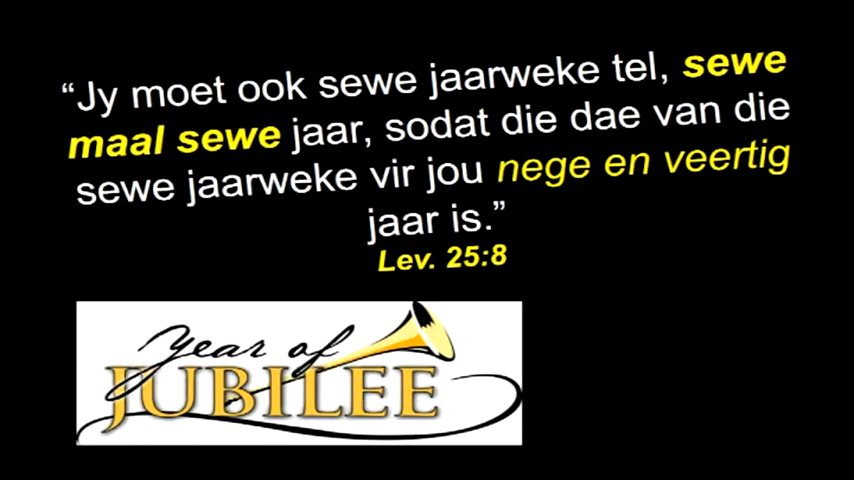 “Jy moet ook sewe jaarweke tel, sewe
maal sewe jaar, sodat die dae van die
sewe jaarweke vir jou nege en veertig
jaar is.”
Lev. 25:8
Year of
JUBILEE